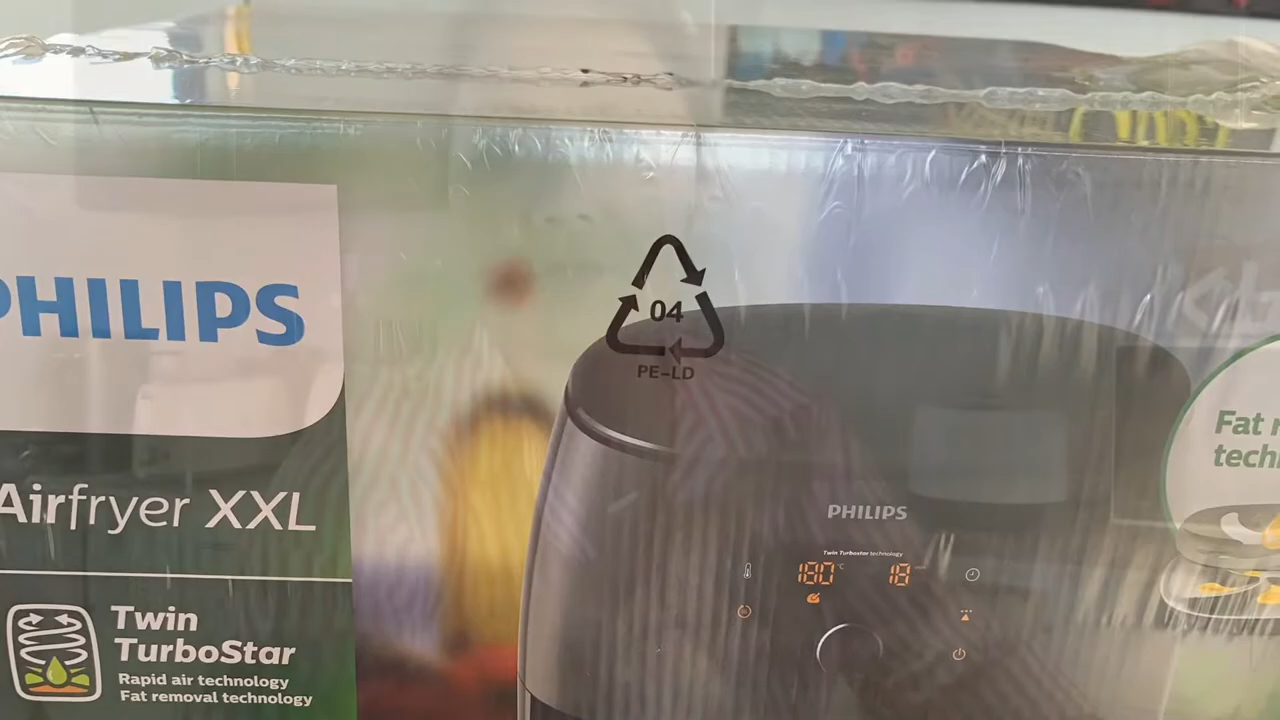 PHILIPS
Airfryer XXL
Twin
TurboStar
Rapid air technology
Fat removal technology
04
PE-LD
PHILIPS
Twin Turbostar technology
180 °C
18
Fat